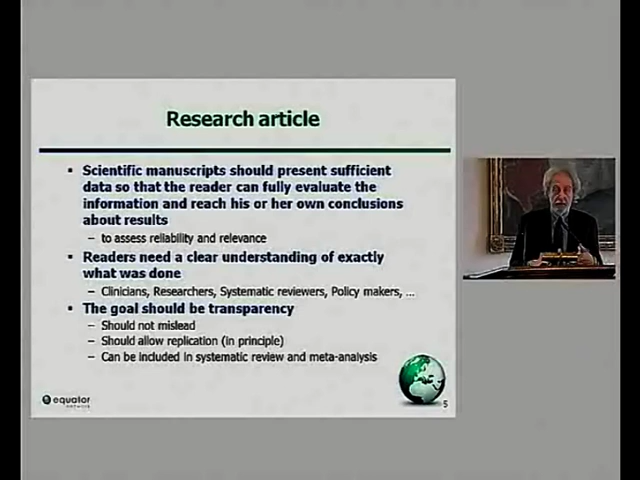 Research article
▪ Scientific manuscripts should present sufficient
data so that the reader can fully evaluate the
information and reach his or her own conclusions
about results
– to assess reliability and relevance
▪ Readers need a clear understanding of exactly
what was done
– Clinicians, Researchers, Systematic reviewers, Policy makers, ...
▪ The goal should be transparency
– Should not mislead
– Should allow replication (in principle)
– Can be included in systematic review and meta-analysis
equator
network
5